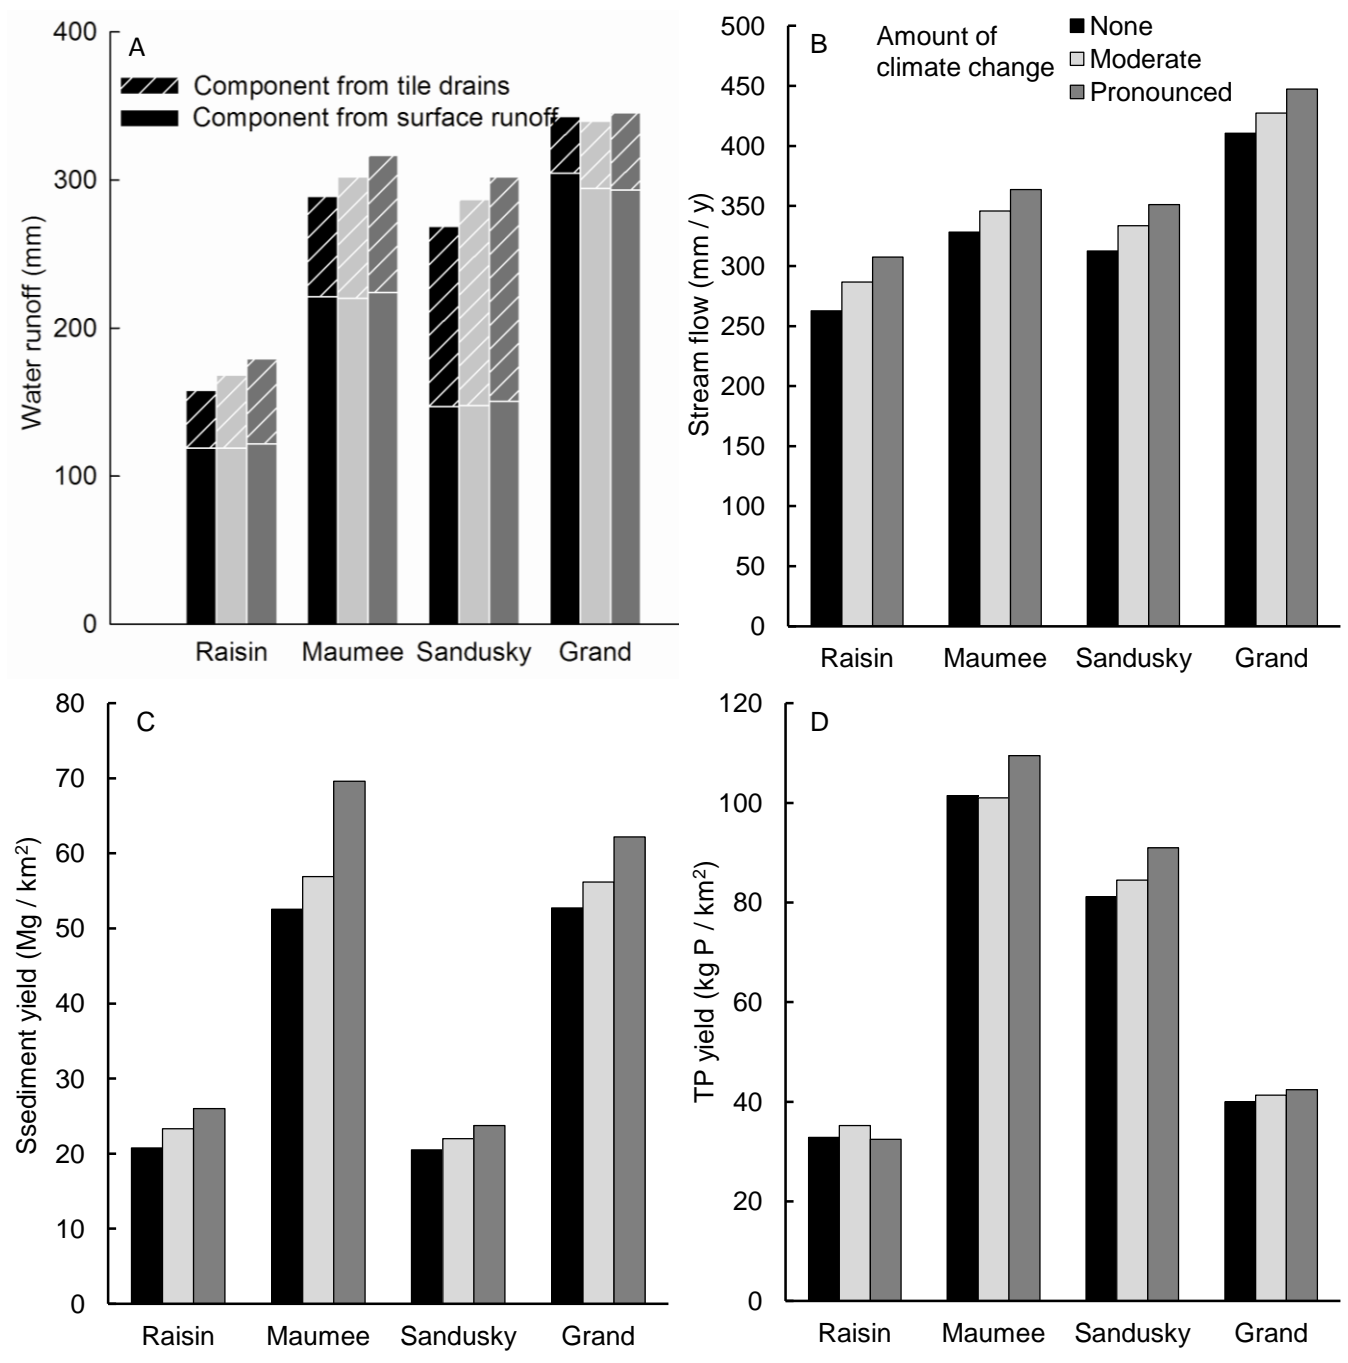 A
Component from tile drains
Component from surface runoff
Water runoff (mm)
400
300
200
100
0
Raisin
Maumee
Sandusky
Grand
B
Amount of
climate change
None
Moderate
Pronounced
Stream flow (mm / y)
500
450
400
350
300
250
200
150
100
50
0
Raisin
Maumee
Sandusky
Grand
C
Ssediment yield (Mg / km²)
80
70
60
50
40
30
20
10
0
Raisin
Maumee
Sandusky
Grand
D
TP yield (kg P / km²)
120
100
80
60
40
20
0
Raisin
Maumee
Sandusky
Grand